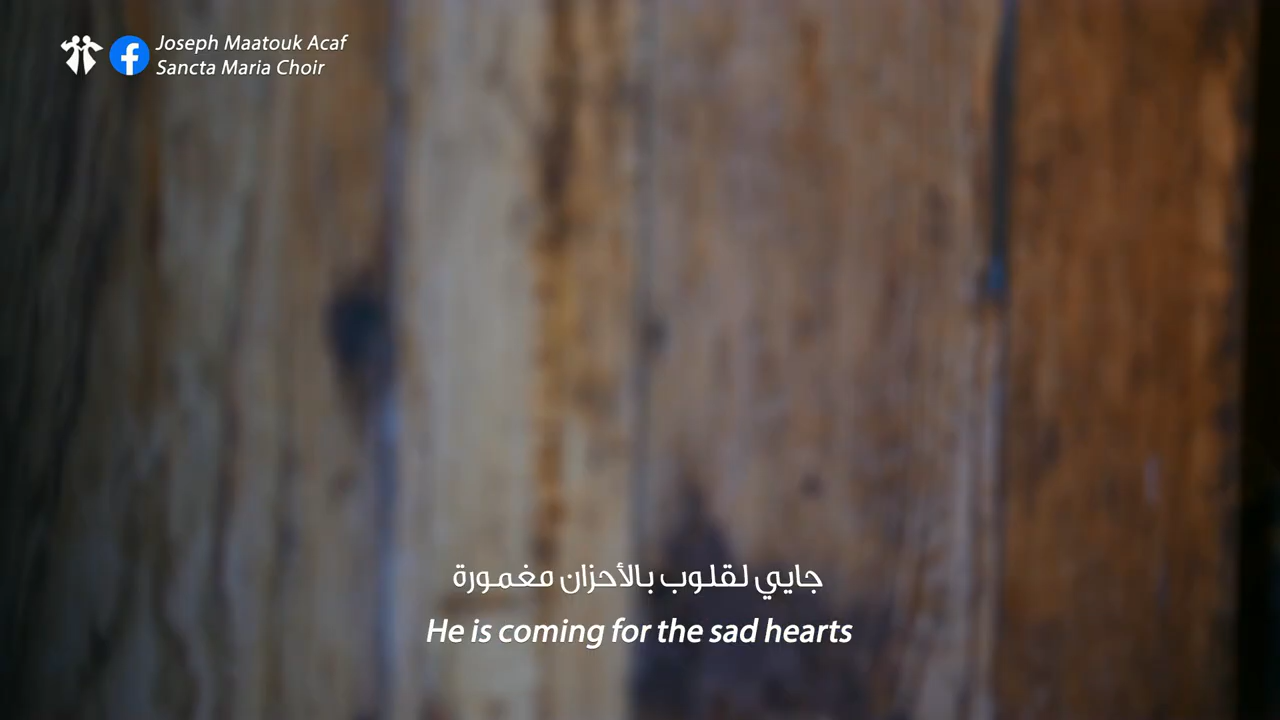 Joseph Maatouk Acaf
Sancta Maria Choir
جايي لقلوب بالأحزان مغمورة
He is coming for the sad hearts